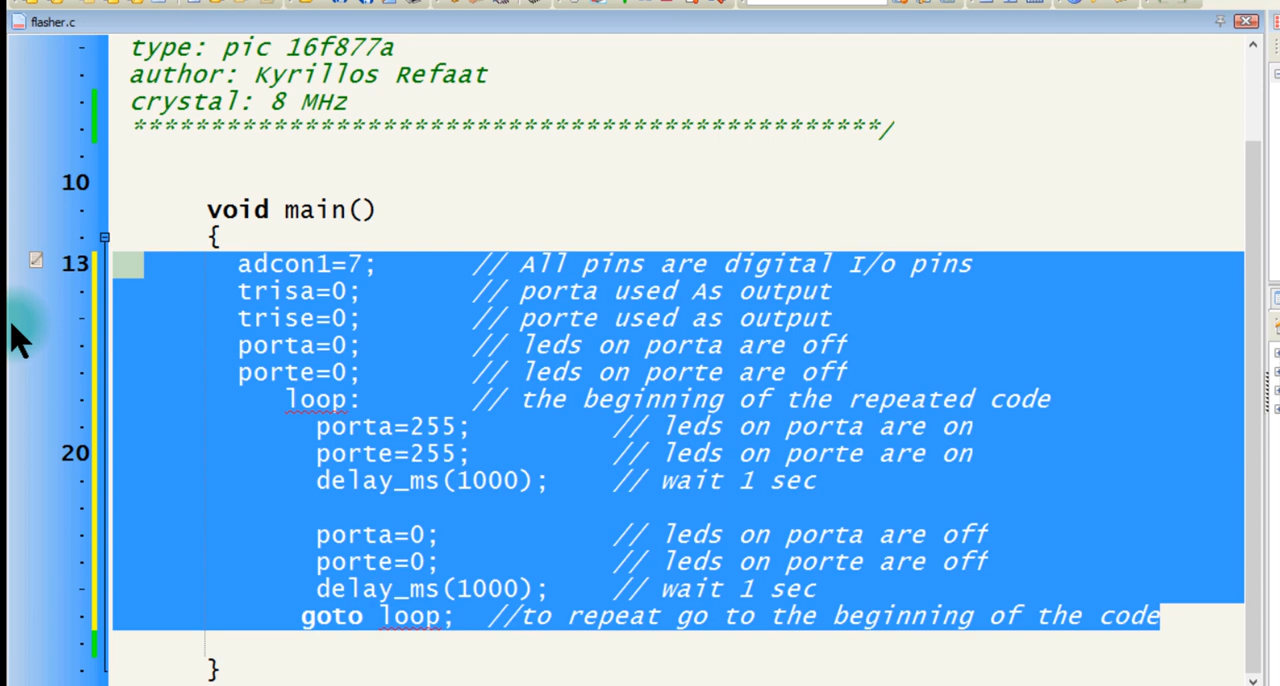 flasher.c
type: pic 16f877a
author: Kyrillos Refaat
crystal: 8 MHz
************************************************/
10
void main()
{
13 adcon1=7; // All pins are digital I/o pins
trisa=0; // porta used As output
trise=0; // porte used as output
porta=0; // leds on porta are off
porte=0; // leds on porte are off
loop: // the beginning of the repeated code
porta=255; // leds on porta are on
20 porte=255; // leds on porte are on
delay_ms(1000); // wait 1 sec
porta=0; // leds on porta are off
porte=0; // leds on porte are off
delay_ms(1000); // wait 1 sec
goto loop; //to repeat go to the beginning of the code
}